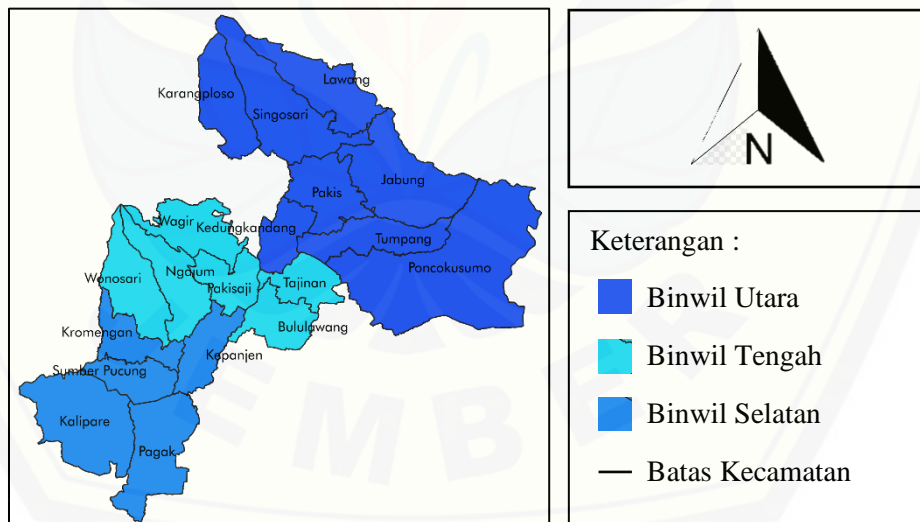 Lawang
Karangploso
Singosari
Jabung
Pakis
Wagir
Kedungkandang
Tumpang
Poncokusumo
Ngajum
Wonosari
Pakisaji
Tajinan
Bululawang
Kromengan
Kepanjen
Sumber Pucung
Kalipare
Pagak
EMBER
N
Keterangan :
Binwil Utara
Binwil Tengah
Binwil Selatan
Batas Kecamatan